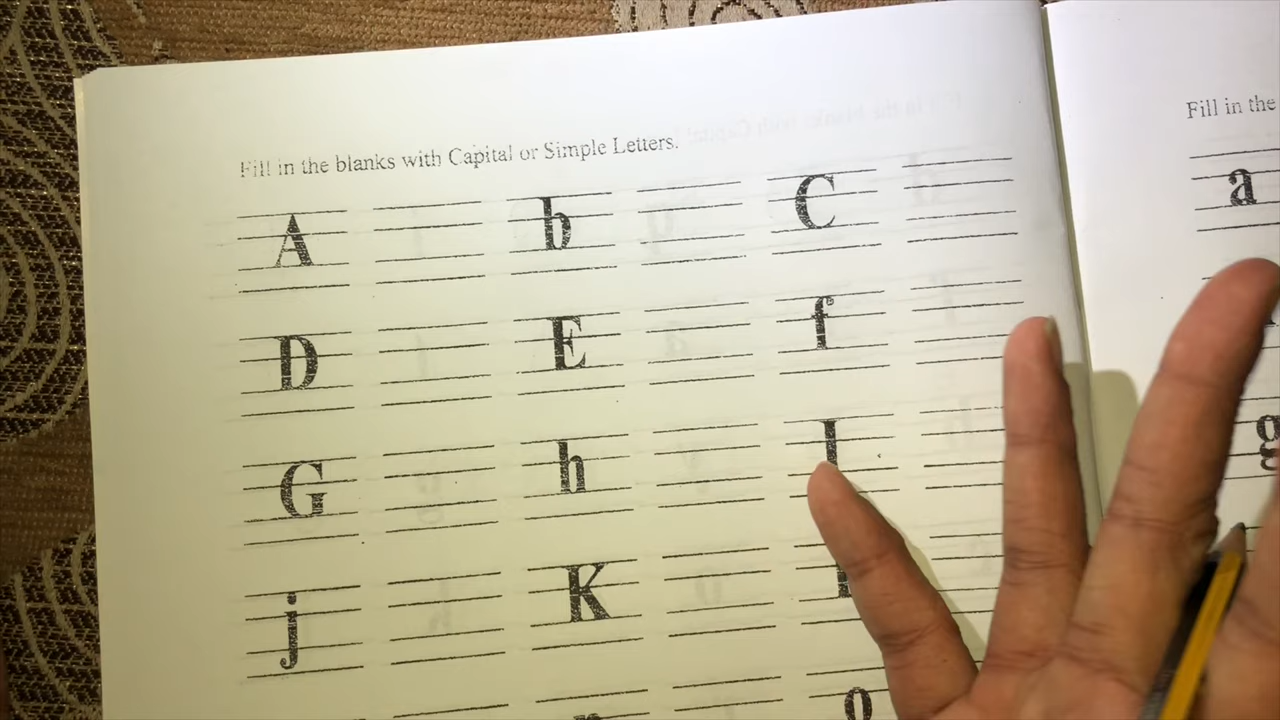 Fill in the blanks with Capital or Simple Letters.
A b C
D E f
G h I
j K
Fill in the
a
g